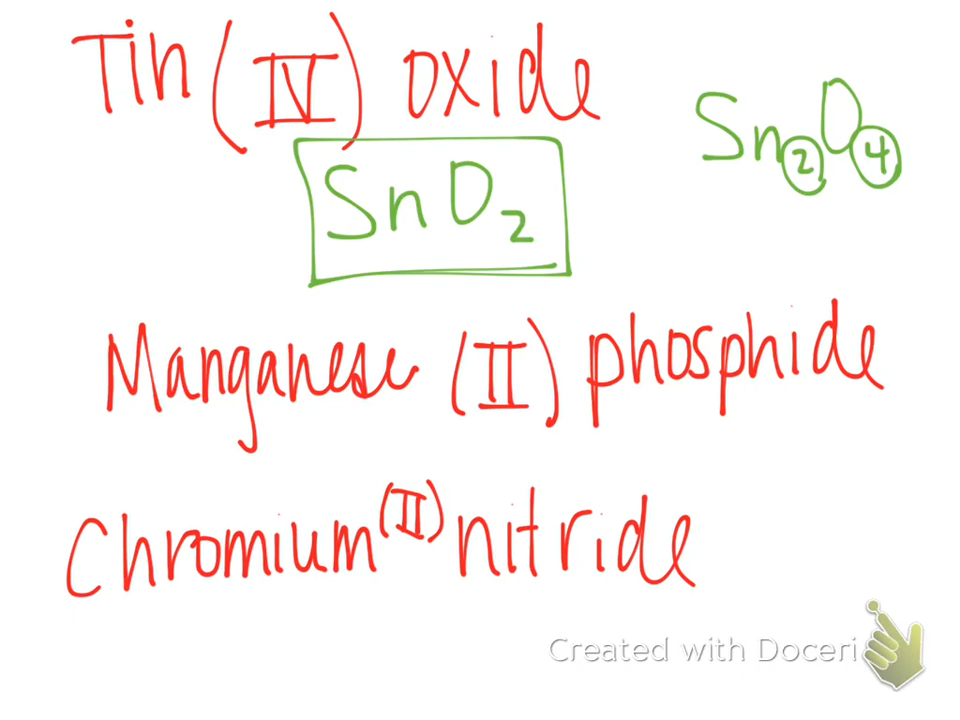 Tin (IV) oxide
Sn2O4
SnO2
Manganese (II) phosphide
Chromium (II) nitride
Created with Doceri